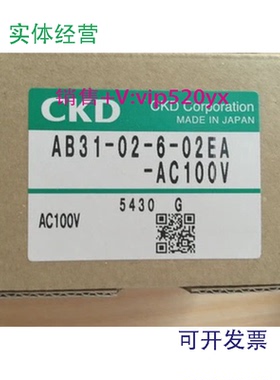 实体经营
CKD
CKD Corporation
MADE IN JAPAN
销售+V:vip520yx
AB31-02-6-02EA
-AC100V
5430 G
AC100V
可开发票